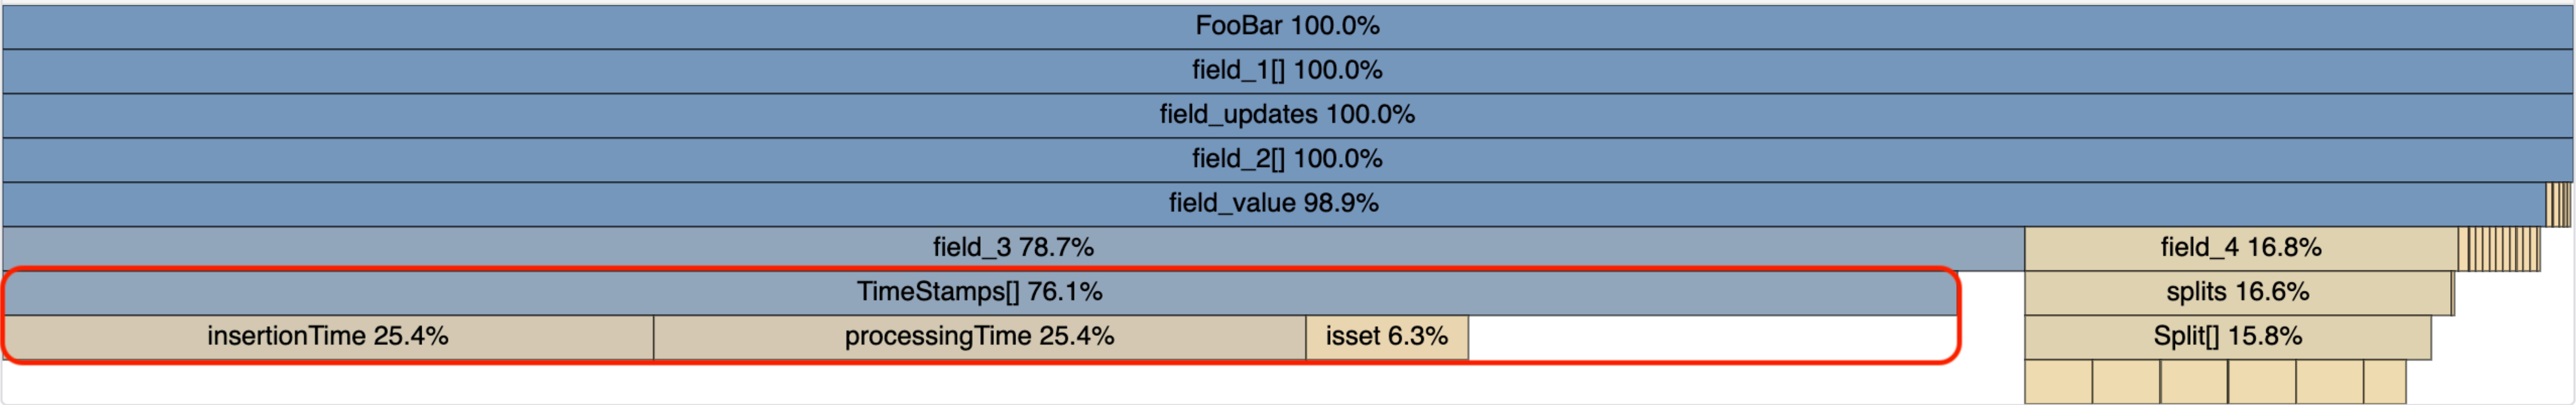 FooBar 100.0%
field_1[] 100.0%
field_updates 100.0%
field_2[] 100.0%
field_value 98.9%
field_3 78.7% field_4 16.8%
TimeStamps[] 76.1% splits 16.6%
insertionTime 25.4% processingTime 25.4% isset 6.3% Split[] 15.8%